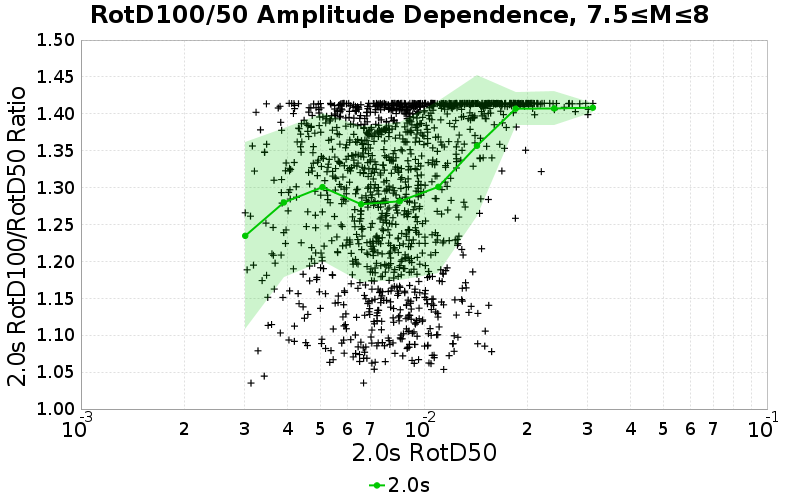 RotD100/50 Amplitude Dependence, 7.5≤M≤8
2.0s RotD100/RotD50 Ratio
1.50
1.45
1.40
1.35
1.30
1.25
1.20
1.15
1.10
1.05
1.00
10-3 2 3 4 5 6 7 10-2 2 3 4 5 6 7 10-1
2.0s RotD50
2.0s